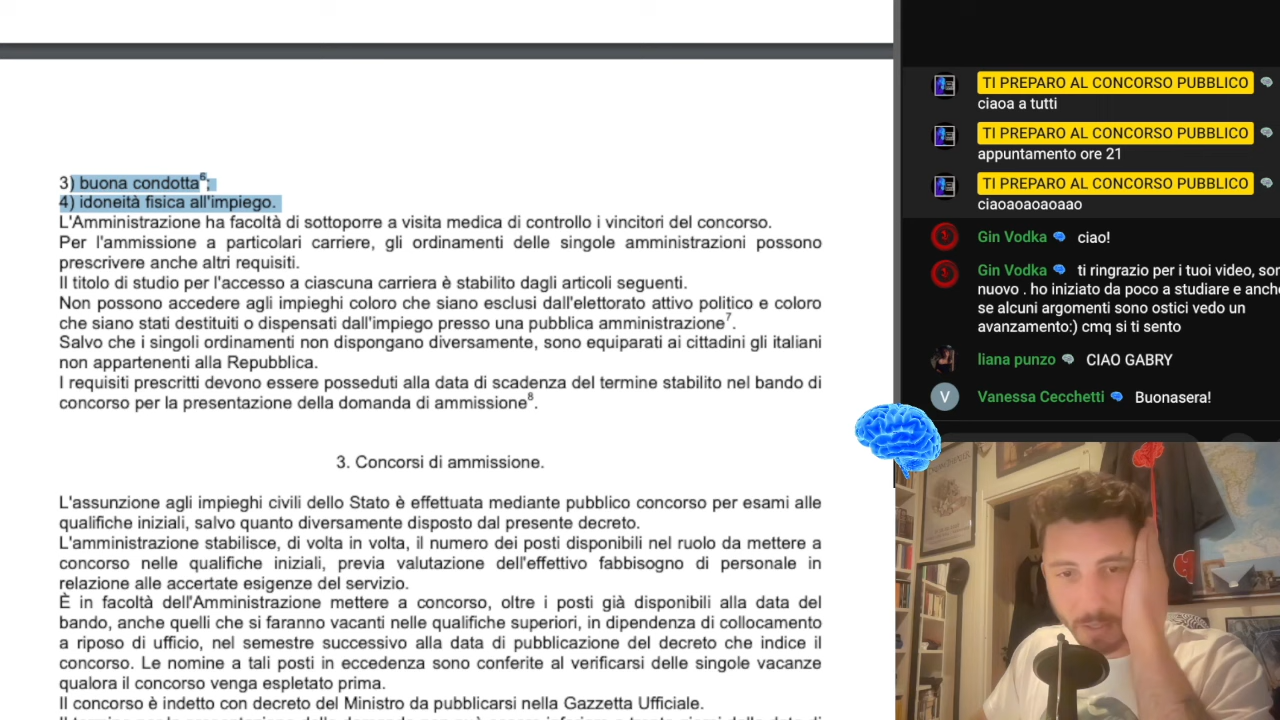 3) buona condotta6;
4) idoneità fisica all'impiego.
L'Amministrazione ha facoltà di sottoporre a visita medica di controllo i vincitori del concorso.
Per l'ammissione a particolari carriere, gli ordinamenti delle singole amministrazioni possono
prescrivere anche altri requisiti.
Il titolo di studio per l'accesso a ciascuna carriera è stabilito dagli articoli seguenti.
Non possono accedere agli impieghi coloro che siano esclusi dall'elettorato attivo politico e coloro
che siano stati destituiti o dispensati dall'impiego presso una pubblica amministrazione7.
Salvo che i singoli ordinamenti non dispongano diversamente, sono equiparati ai cittadini gli italiani
non appartenenti alla Repubblica.
I requisiti prescritti devono essere posseduti alla data di scadenza del termine stabilito nel bando di
concorso per la presentazione della domanda di ammissione8.
3. Concorsi di ammissione.
L'assunzione agli impieghi civili dello Stato è effettuata mediante pubblico concorso per esami alle
qualifiche iniziali, salvo quanto diversamente disposto dal presente decreto.
L'amministrazione stabilisce, di volta in volta, il numero dei posti disponibili nel ruolo da mettere a
concorso nelle qualifiche iniziali, previa valutazione dell'effettivo fabbisogno di personale in
relazione alle accertate esigenze del servizio.
È in facoltà dell'Amministrazione mettere a concorso, oltre i posti già disponibili alla data del
bando, anche quelli che si faranno vacanti nelle qualifiche superiori, in dipendenza di collocamento
a riposo di ufficio, nel semestre successivo alla data di pubblicazione del decreto che indice il
concorso. Le nomine a tali posti in eccedenza sono conferite al verificarsi delle singole vacanze
qualora il concorso venga espletato prima.
Il concorso è indetto con decreto del Ministro da pubblicarsi nella Gazzetta Ufficiale.
TI PREPARO AL CONCORSO PUBBLICO
ciaoa a tutti
TI PREPARO AL CONCORSO PUBBLICO
appuntamento ore 21
TI PREPARO AL CONCORSO PUBBLICO
ciaoaoaoaoaao
Gin Vodka ciao!
Gin Vodka ti ringrazio per i tuoi video, son
nuovo . ho iniziato da poco a studiare e anche
se alcuni argomenti sono ostici vedo un
avanzamento:) cmq si ti sento
liana punzo CIAO GABRY
V Vanessa Cecchetti Buonasera!